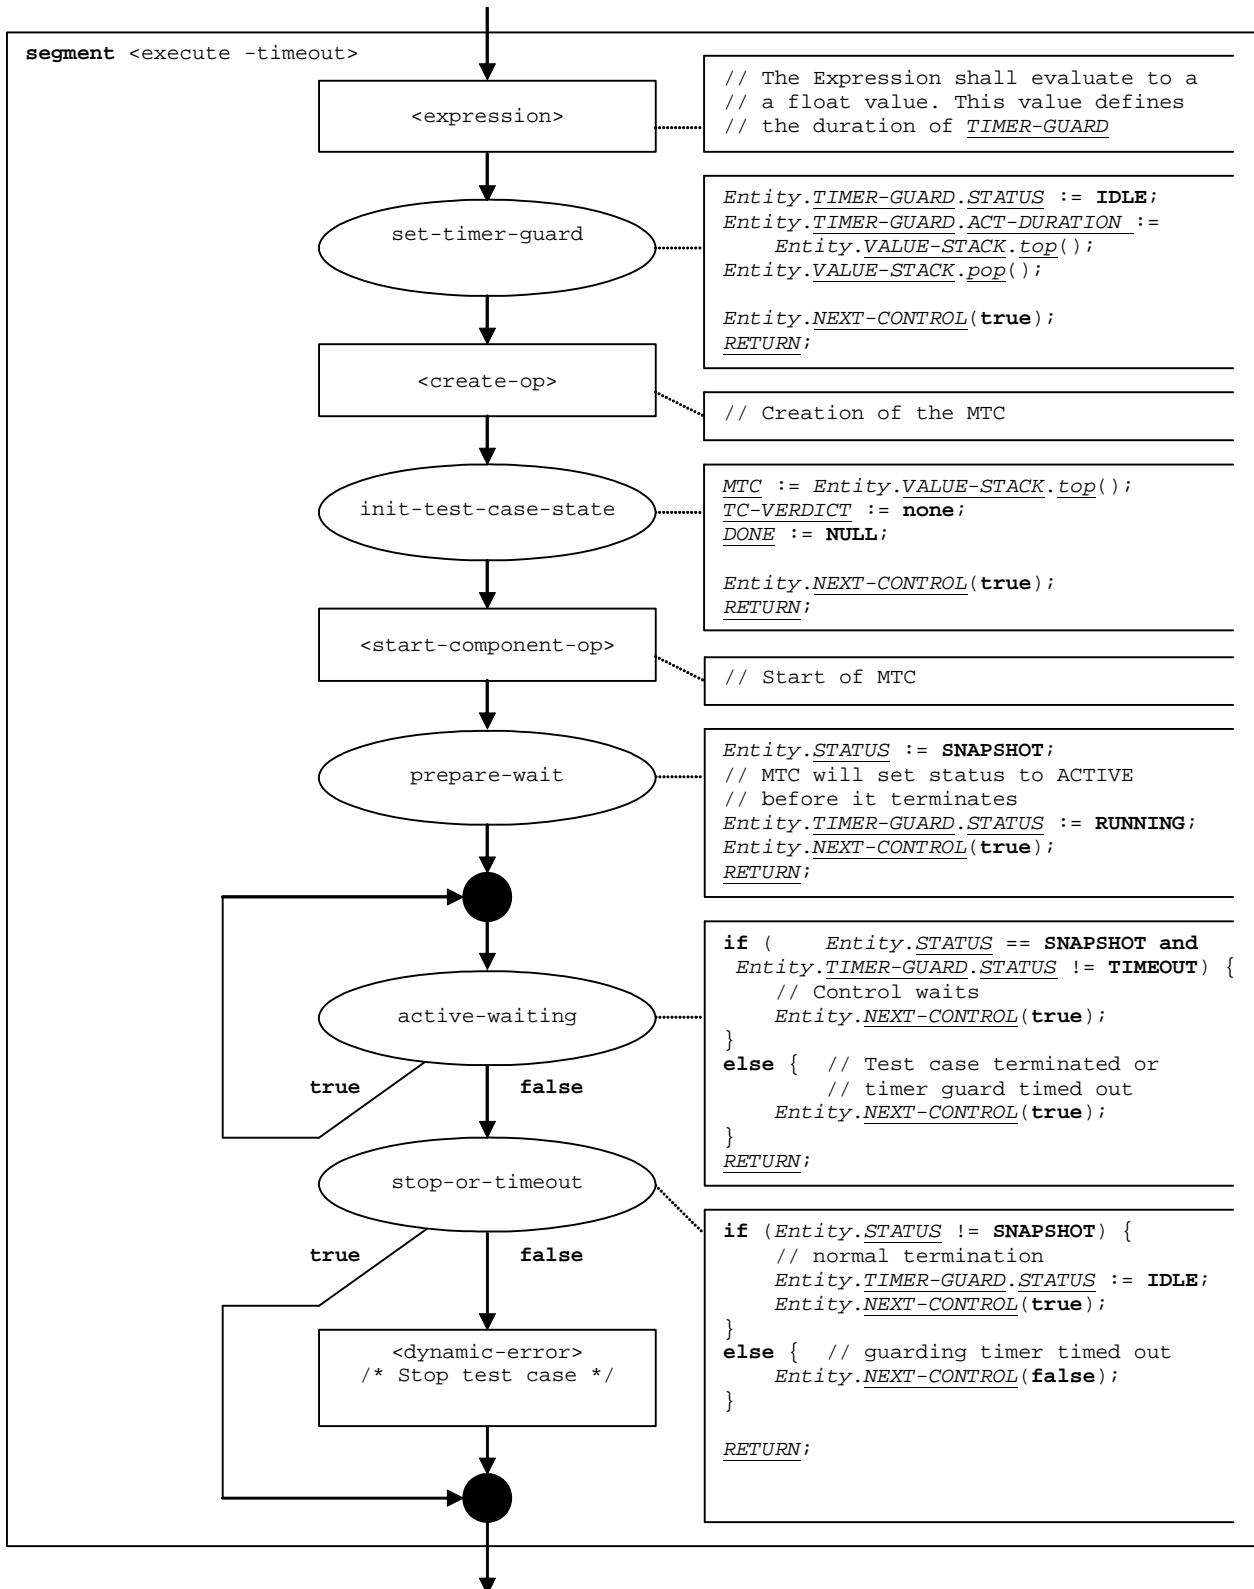 segment <execute -timeout>
<expression>
// The Expression shall evaluate to a
// a float value. This value defines
// the duration of TIMER-GUARD
set-timer-guard
Entity.TIMER-GUARD.STATUS := IDLE;
Entity.TIMER-GUARD.ACT-DURATION :=
Entity.VALUE-STACK.top();
Entity.VALUE-STACK.pop();
Entity.NEXT-CONTROL(true);
RETURN;
<create-op>
// Creation of the MTC
init-test-case-state
MTC := Entity.VALUE-STACK.top();
TC-VERDICT := none;
DONE := NULL;
Entity.NEXT-CONTROL(true);
RETURN;
<start-component-op>
// Start of MTC
prepare-wait
Entity.STATUS := SNAPSHOT;
// MTC will set status to ACTIVE
// before it terminates
Entity.TIMER-GUARD.STATUS := RUNNING;
Entity.NEXT-CONTROL(true);
RETURN;
active-waiting
true
false
if ( Entity.STATUS == SNAPSHOT and
Entity.TIMER-GUARD.STATUS != TIMEOUT) {
// Control waits
Entity.NEXT-CONTROL(true);
}
else { // Test case terminated or
// timer guard timed out
Entity.NEXT-CONTROL(true);
}
RETURN;
stop-or-timeout
true
false
if (Entity.STATUS != SNAPSHOT) {
// normal termination
Entity.TIMER-GUARD.STATUS := IDLE;
Entity.NEXT-CONTROL(true);
}
else { // guarding timer timed out
Entity.NEXT-CONTROL(false);
}
RETURN;
<dynamic-error>
/* Stop test case */